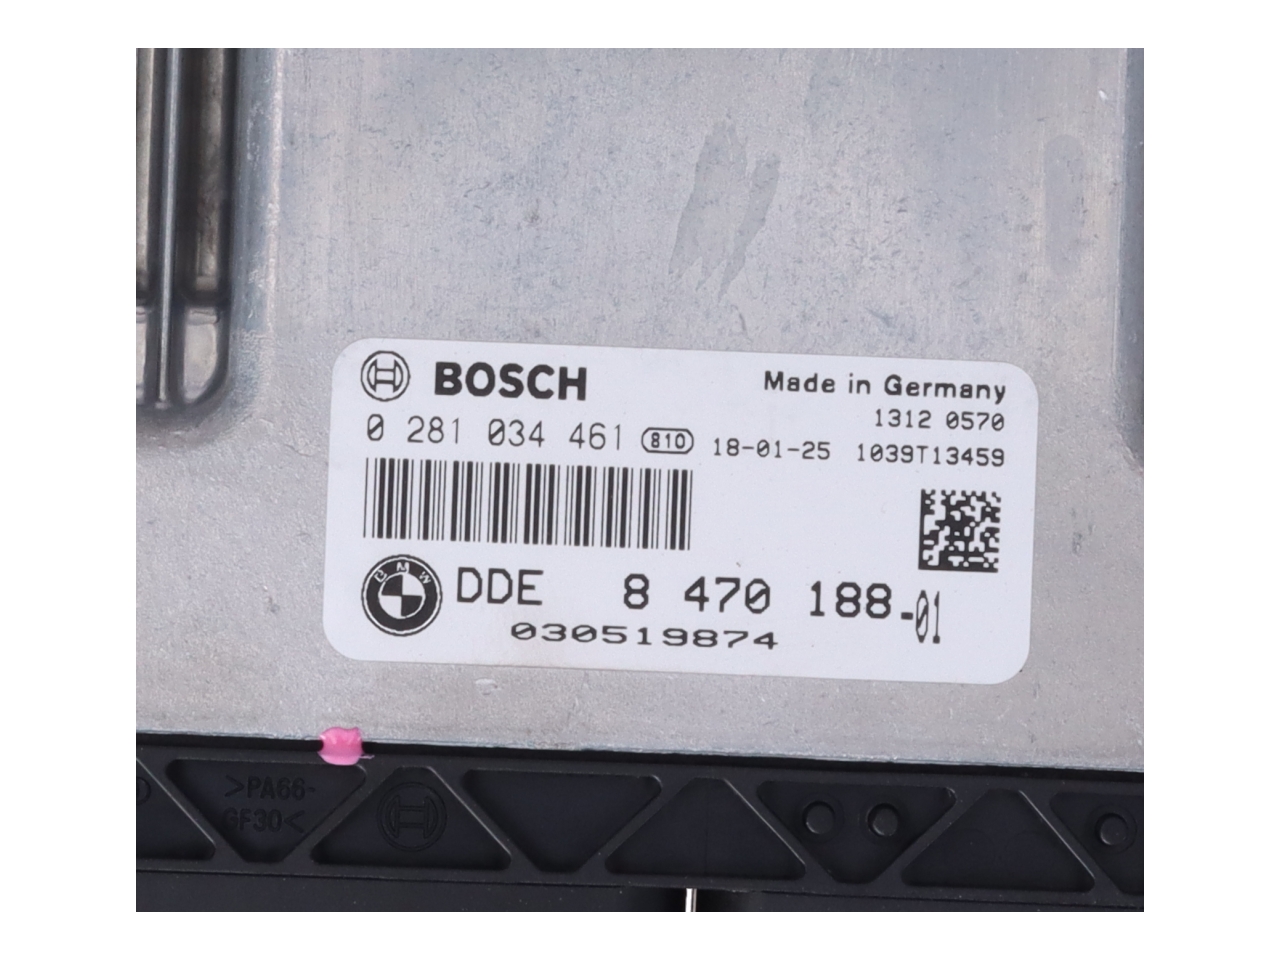 BOSCH
Made in Germany
1312 0570
0 281 034 461 810 18-01-25 1039T13459
BMW
DDE 8 470 188-01
030519874
>PA66-
GF30<